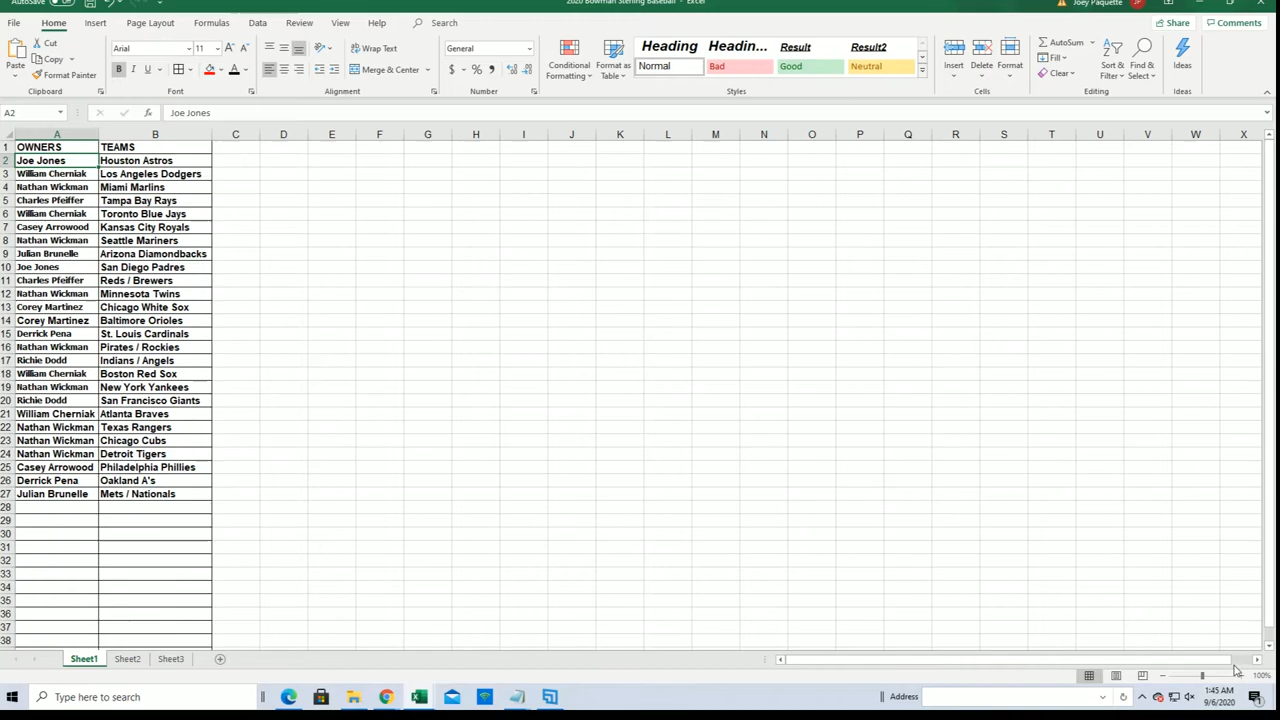 AutoSave Off 2020 Bowman Sterling Baseball - Excel Joey Paquette JP
File Home Insert Page Layout Formulas Data Review View Help Search Share Comments
Paste Cut Copy Format Painter Clipboard
Arial 11 B I U A Font
Wrap Text Merge & Center Alignment
General $ % Number
Conditional Formatting Format as Table
Heading Headin... Result Result2
Normal Bad Good Neutral
Styles
Insert Delete Format Cells
AutoSum Fill Clear Sort & Filter Find & Select Editing
Ideas Ideas
A2 fx Joe Jones
A B C D E F G H I J K L M N O P Q R S T U V W X
1 OWNERS TEAMS
2 Joe Jones Houston Astros
3 William Cherniak Los Angeles Dodgers
4 Nathan Wickman Miami Marlins
5 Charles Pfeiffer Tampa Bay Rays
6 William Cherniak Toronto Blue Jays
7 Casey Arrowood Kansas City Royals
8 Nathan Wickman Seattle Mariners
9 Julian Brunelle Arizona Diamondbacks
10 Joe Jones San Diego Padres
11 Charles Pfeiffer Reds / Brewers
12 Nathan Wickman Minnesota Twins
13 Corey Martinez Chicago White Sox
14 Corey Martinez Baltimore Orioles
15 Derrick Pena St. Louis Cardinals
16 Nathan Wickman Pirates / Rockies
17 Richie Dodd Indians / Angels
18 William Cherniak Boston Red Sox
19 Nathan Wickman New York Yankees
20 Richie Dodd San Francisco Giants
21 William Cherniak Atlanta Braves
22 Nathan Wickman Texas Rangers
23 Nathan Wickman Chicago Cubs
24 Nathan Wickman Detroit Tigers
25 Casey Arrowood Philadelphia Phillies
26 Derrick Pena Oakland A's
27 Julian Brunelle Mets / Nationals
28
29
30
31
32
33
34
35
36
37
38
Sheet1 Sheet2 Sheet3
100%
Type here to search Address 1:45 AM
9/6/2020